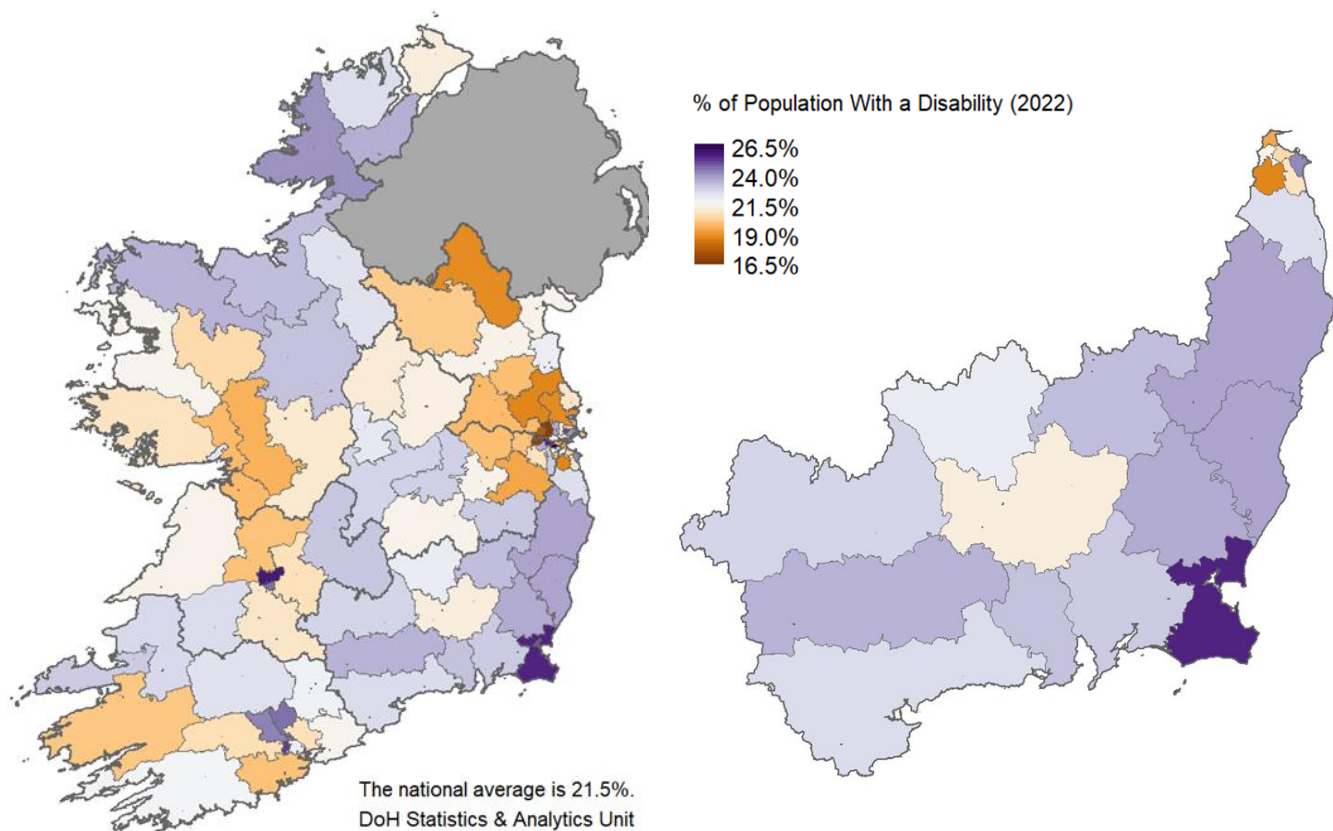 % of Population With a Disability (2022)
26.5%
24.0%
21.5%
19.0%
16.5%
The national average is 21.5%.
DoH Statistics & Analytics Unit